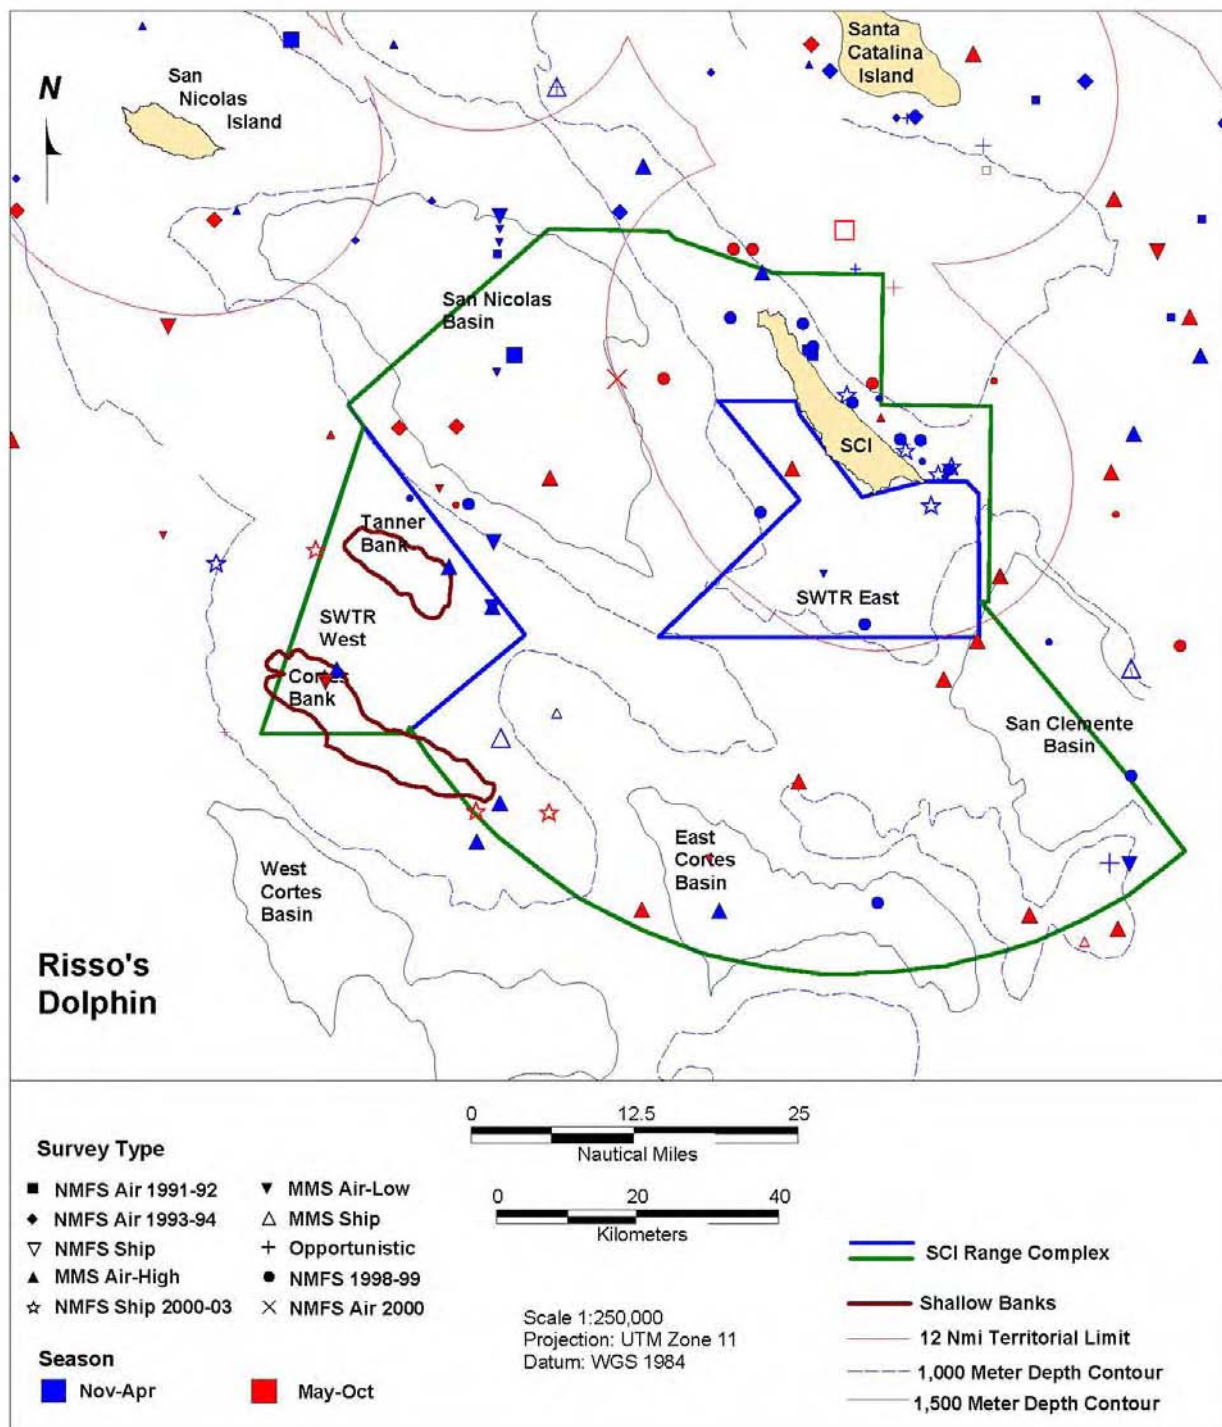 Santa
Catalina
Island
San
Nicolas
Island
N
San Nicolas
Basin
SCI
Tanner
Bank
SWTR East
SWTR
West
Cortes
Bank
San Clemente
Basin
East
Cortes
Basin
West
Cortes
Basin
Risso's
Dolphin
0 12.5 25
Nautical Miles
0 20 40
Kilometers
Survey Type
NMFS Air 1991-92
NMFS Air 1993-94
NMFS Ship
MMS Air-High
NMFS Ship 2000-03
MMS Air-Low
MMS Ship
Opportunistic
NMFS 1998-99
NMFS Air 2000
Season
Nov-Apr
May-Oct
Scale 1:250,000
Projection: UTM Zone 11
Datum: WGS 1984
SCI Range Complex
Shallow Banks
12 Nmi Territorial Limit
1,000 Meter Depth Contour
1,500 Meter Depth Contour